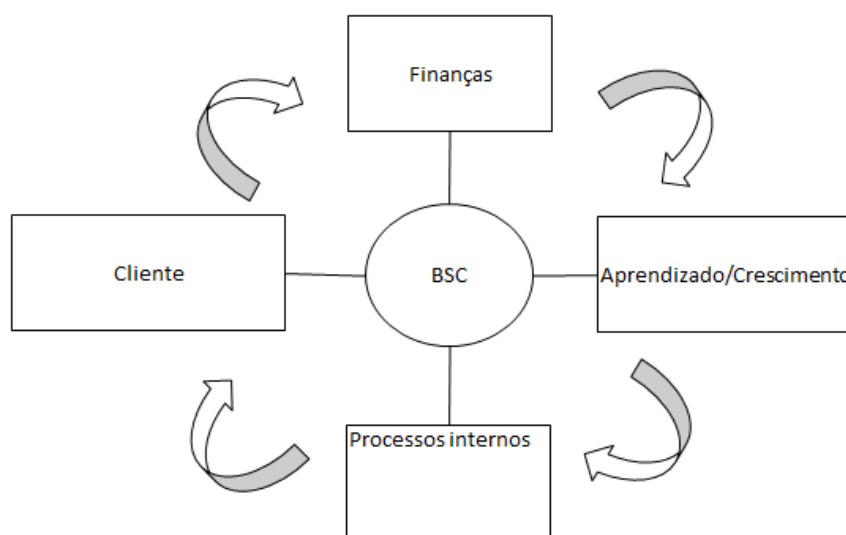 Finanças
Cliente
BSC
Aprendizado/Crescimento
Processos internos